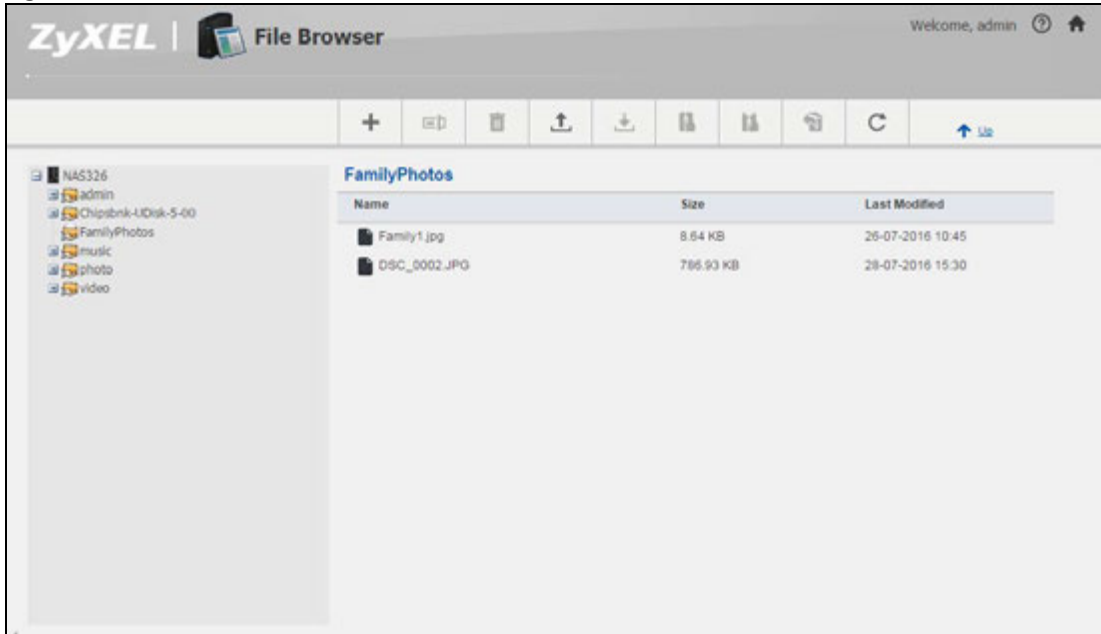 ZyXEL | File Browser
Welcome, admin
Up
NAS326
admin
Chipsbnk-UDisk-5-00
FamilyPhotos
music
photo
video
FamilyPhotos
Name Size Last Modified
Family1.jpg 8.64 KB 26-07-2016 10:45
DSC_0002.JPG 786.93 KB 28-07-2016 15:30